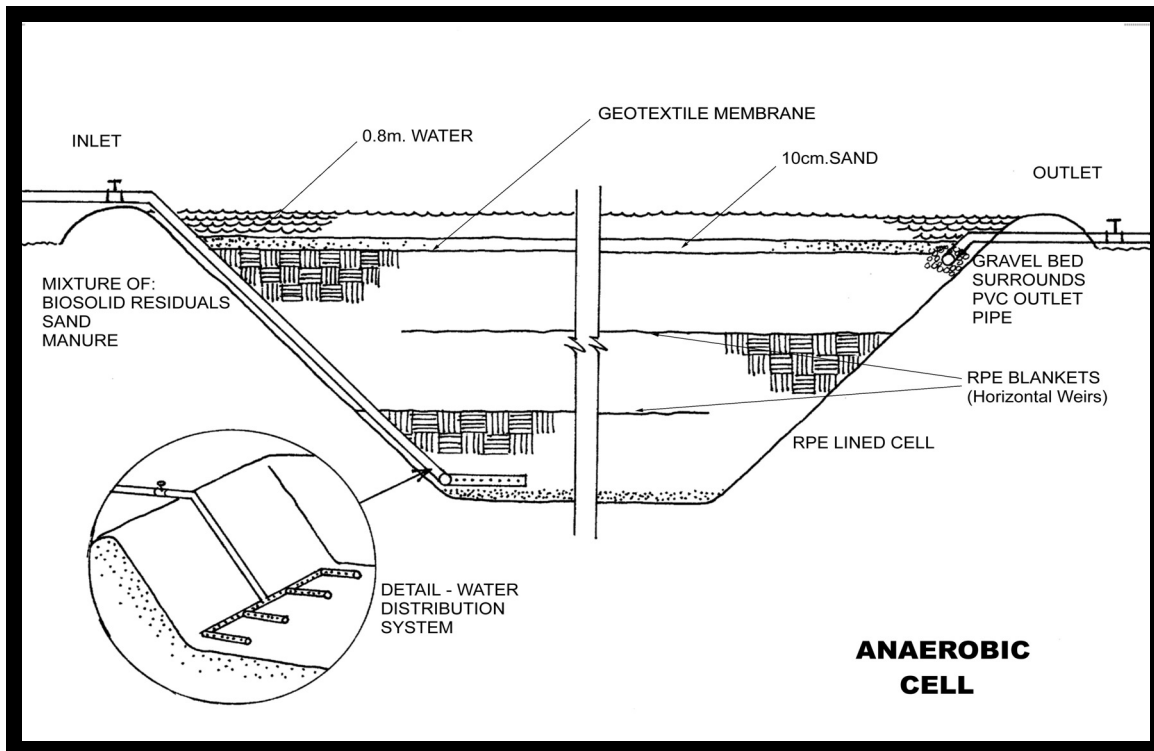 GEOTEXTILE MEMBRANE
0.8m. WATER
INLET
10cm.SAND
OUTLET
MIXTURE OF:
BIOSOLID RESIDUALS
SAND
MANURE
GRAVEL BED
SURROUNDS
PVC OUTLET
PIPE
RPE BLANKETS
(Horizontal Weirs)
RPE LINED CELL
DETAIL - WATER
DISTRIBUTION
SYSTEM
ANAEROBIC
CELL